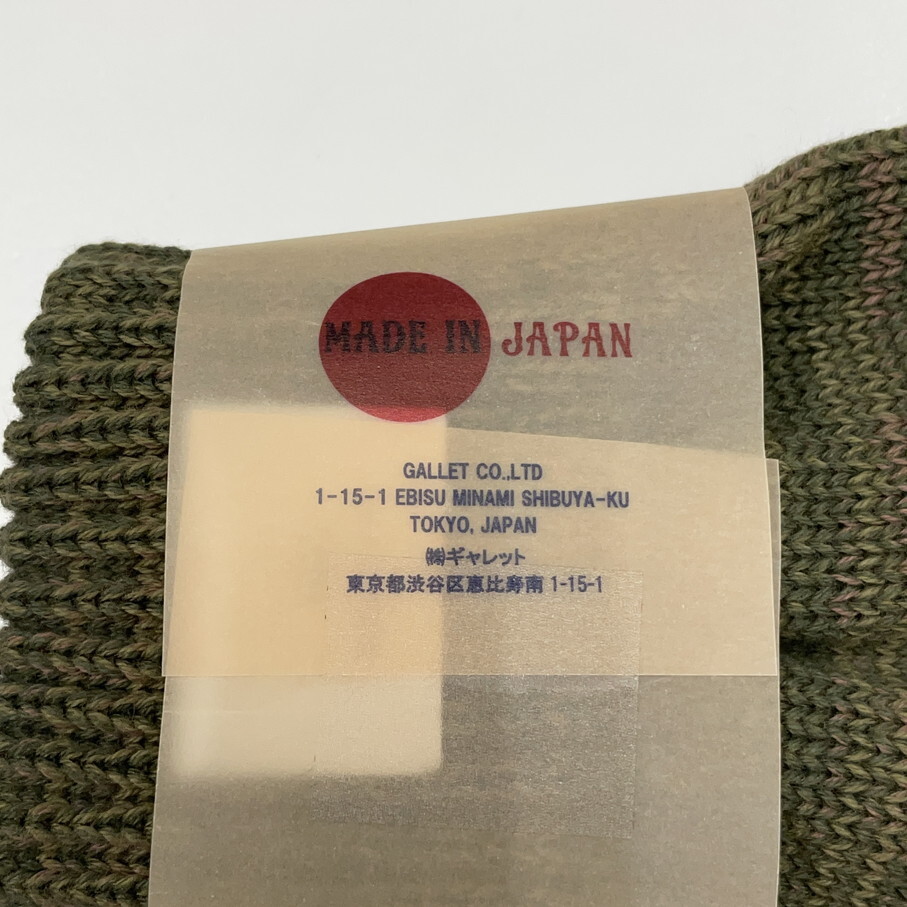 MADE IN JAPAN
GALLET CO.,LTD
1-15-1 EBISU MINAMI SHIBUYA-KU
TOKYO, JAPAN
㈱ギャレット
東京都渋谷区恵比寿南 1-15-1